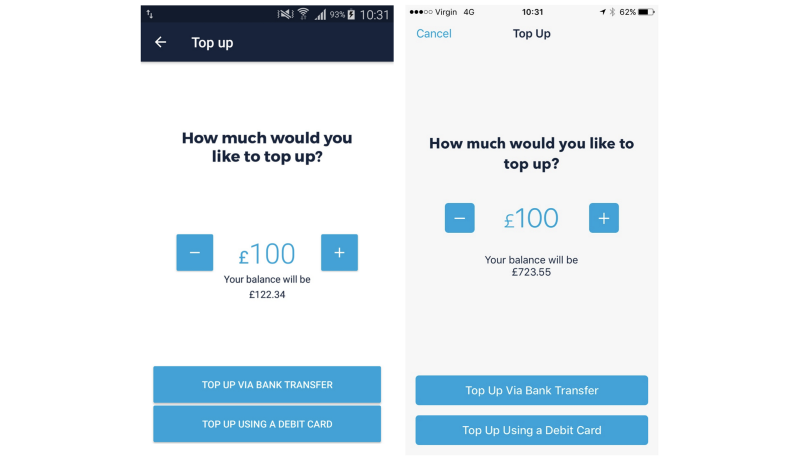 93% 10:31
Top up
How much would you
like to top up?
− £100 +
Your balance will be
£122.34
TOP UP VIA BANK TRANSFER
TOP UP USING A DEBIT CARD
Virgin 4G 10:31 62%
Cancel Top Up
How much would you like to
top up?
− £100 +
Your balance will be
£723.55
Top Up Via Bank Transfer
Top Up Using a Debit Card